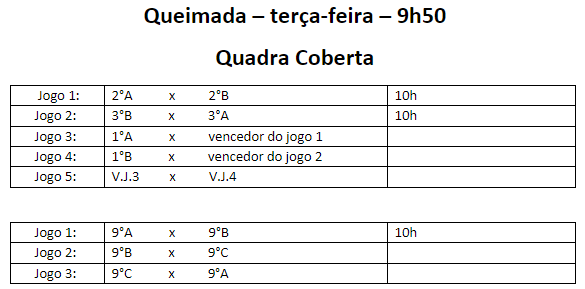 Queimada – terça-feira – 9h50
Quadra Coberta
Jogo 1: 2°A x 2°B 10h
Jogo 2: 3°B x 3°A 10h
Jogo 3: 1°A x vencedor do jogo 1
Jogo 4: 1°B x vencedor do jogo 2
Jogo 5: V.J.3 x V.J.4
Jogo 1: 9°A x 9°B 10h
Jogo 2: 9°B x 9°C
Jogo 3: 9°C x 9°A